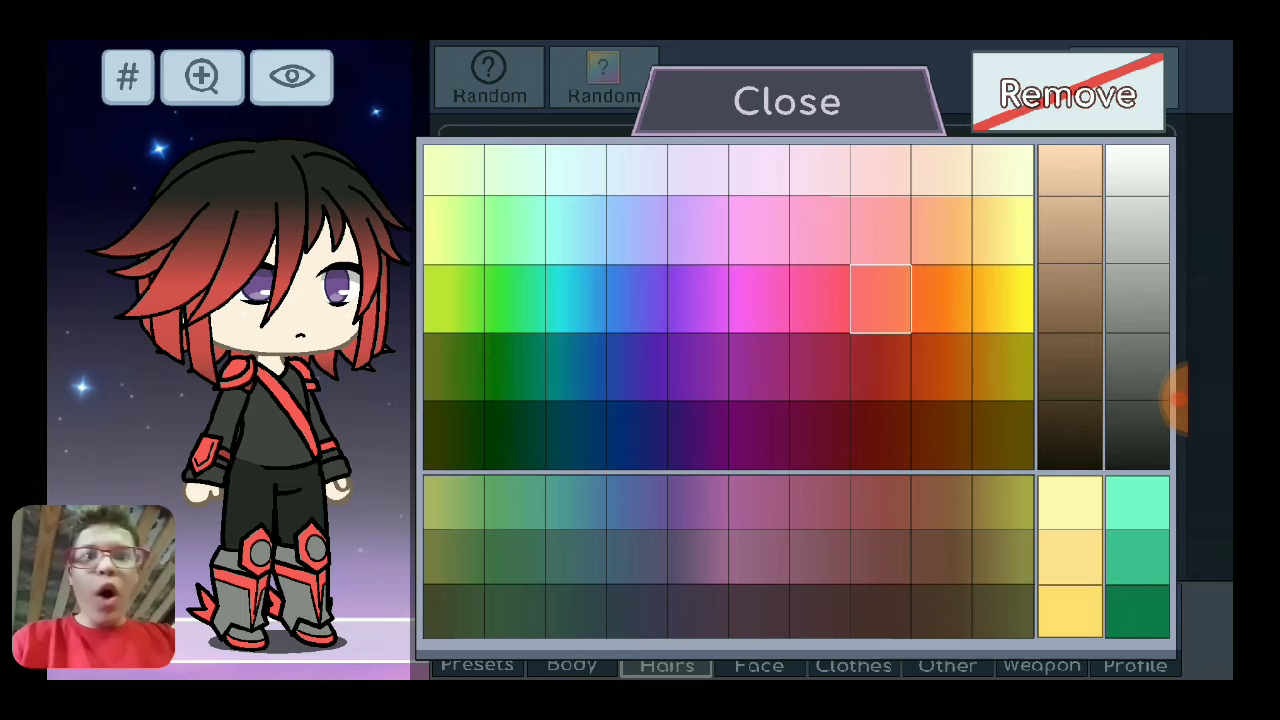 #
?
Random
?
Random
Close
Remove
Presets
Body
Hairs
Face
Clothes
Other
Weapon
Profile